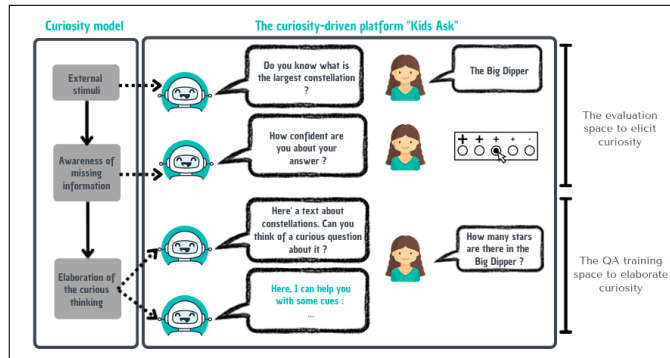 Curiosity model
The curiosity-driven platform "Kids Ask"
External
stimuli
Do you know what is
the largest constellation
?
The Big Dipper
Awareness of
missing
information
How confident are
you about your
answer ?
+ + + + ·
The evaluation
space to elicit
curiosity
Elaboration of
the curious
thinking
Here' a text about
constellations. Can you
think of a curious question
about it ?
How many stars
are there in the
Big Dipper ?
Here, I can help you
with some cues :
...
The QA training
space to elaborate
curiosity